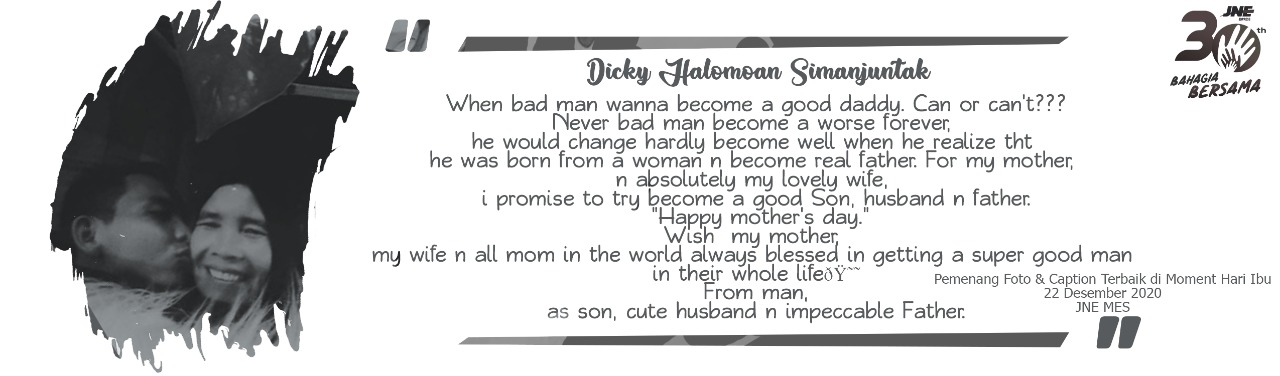 JNE
EXPRESS
30th
BAHAGIA
BERSAMA
Dicky Halomoan Simanjuntak
When bad man wanna become a good daddy. Can or can't???
Never bad man become a worse forever,
he would change hardly become well when he realize tht
he was born from a woman n become real father. For my mother,
n absolutely my lovely wife,
i promise to try become a good Son, husband n father.
"Happy mother's day."
Wish my mother,
my wife n all mom in the world always blessed in getting a super good man
in their whole lifeðŸ˜˜
From man,
as son, cute husband n impeccable Father.
Pemenang Foto & Caption Terbaik di Moment Hari Ibu
22 Desember 2020
JNE MES